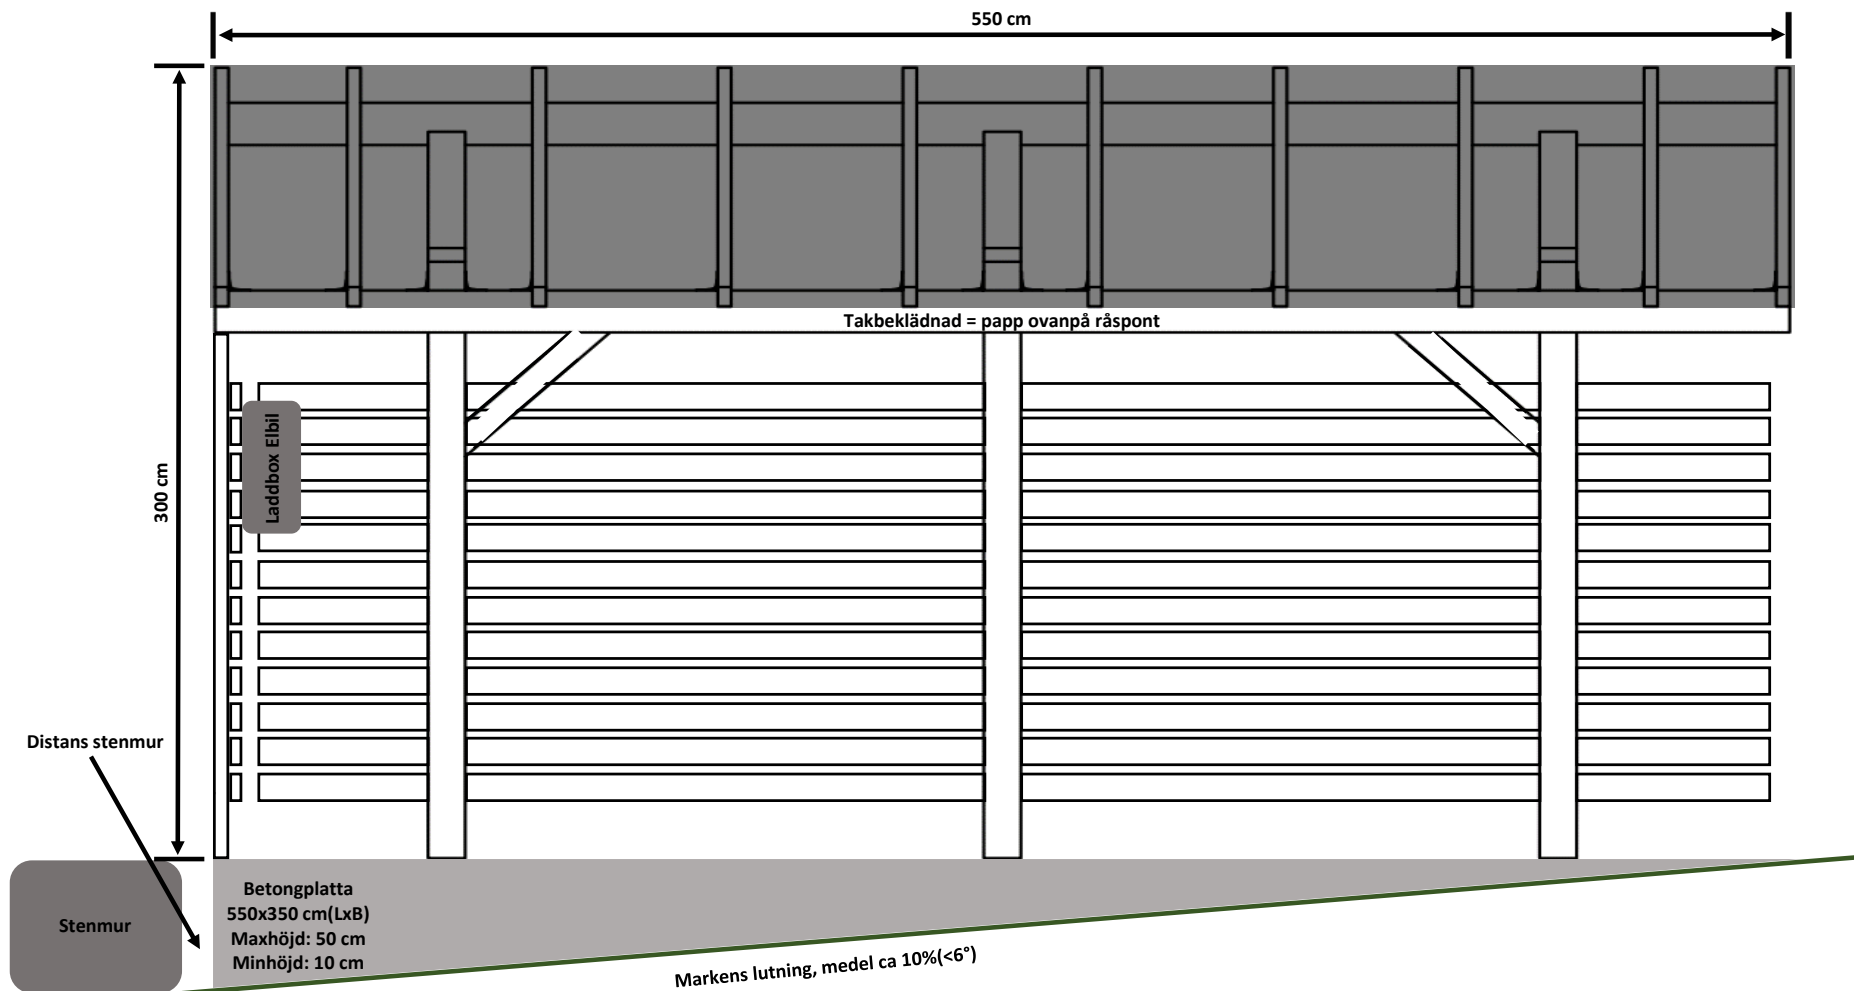 550 cm
Takbeklädnad = papp ovanpå råspont
Laddbox Elbil
300 cm
Distans stenmur
Stenmur
Betongplatta
550x350 cm(LxB)
Maxhöjd: 50 cm
Minhöjd: 10 cm
Markens lutning, medel ca 10%(<6°)